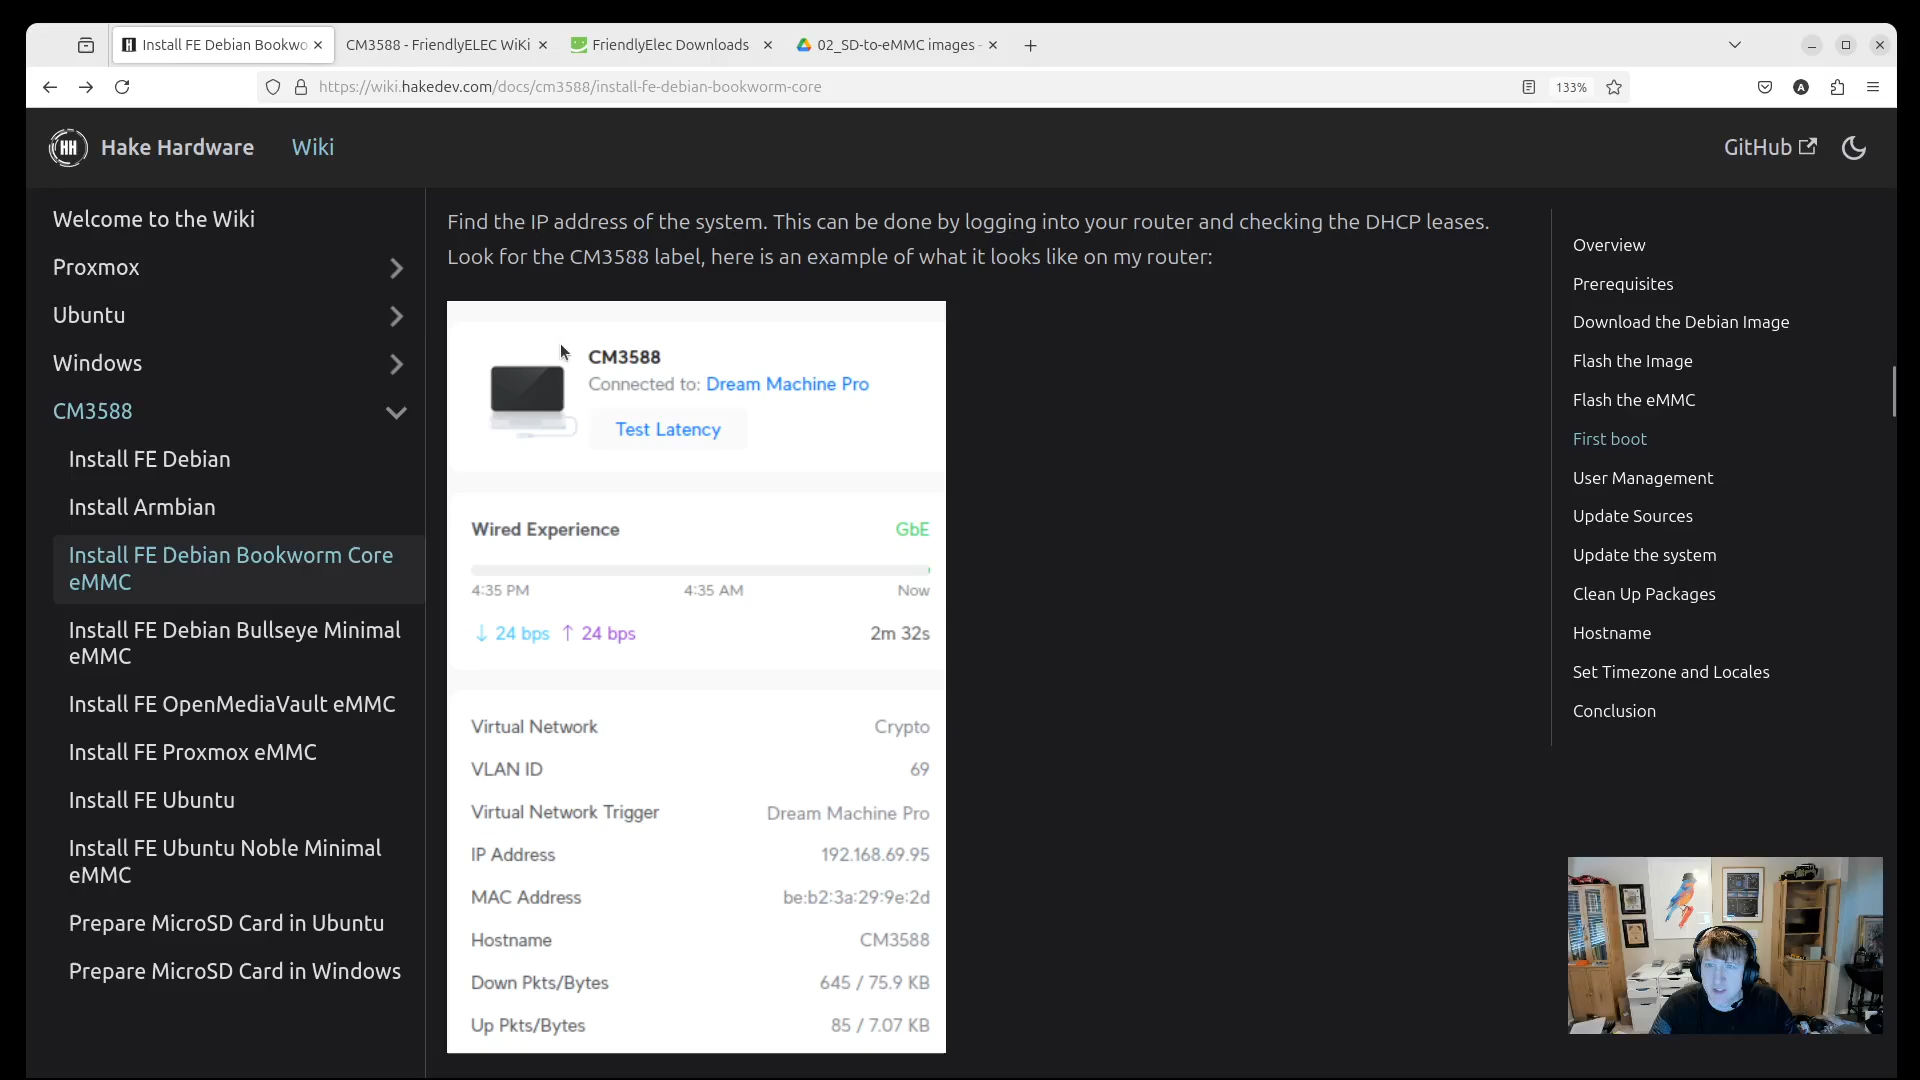 Install FE Debian Bookwo
CM3588 - FriendlyELEC WiKi
FriendlyElec Downloads
02_SD-to-eMMC images -
https://wiki.hakedev.com/docs/cm3588/install-fe-debian-bookworm-core
133%
A
HH
Hake Hardware
Wiki
GitHub
Welcome to the Wiki
Proxmox
Ubuntu
Windows
CM3588
Install FE Debian
Install Armbian
Install FE Debian Bookworm Core
eMMC
Install FE Debian Bullseye Minimal
eMMC
Install FE OpenMediaVault eMMC
Install FE Proxmox eMMC
Install FE Ubuntu
Install FE Ubuntu Noble Minimal
eMMC
Prepare MicroSD Card in Ubuntu
Prepare MicroSD Card in Windows
Find the IP address of the system. This can be done by logging into your router and checking the DHCP leases.
Look for the CM3588 label, here is an example of what it looks like on my router:
CM3588
Connected to: Dream Machine Pro
Test Latency
Wired Experience GbE
4:35 PM 4:35 AM Now
↓ 24 bps ↑ 24 bps 2m 32s
Virtual Network Crypto
VLAN ID 69
Virtual Network Trigger Dream Machine Pro
IP Address 192.168.69.95
MAC Address be:b2:3a:29:9e:2d
Hostname CM3588
Down Pkts/Bytes 645 / 75.9 KB
Up Pkts/Bytes 85 / 7.07 KB
Overview
Prerequisites
Download the Debian Image
Flash the Image
Flash the eMMC
First boot
User Management
Update Sources
Update the system
Clean Up Packages
Hostname
Set Timezone and Locales
Conclusion